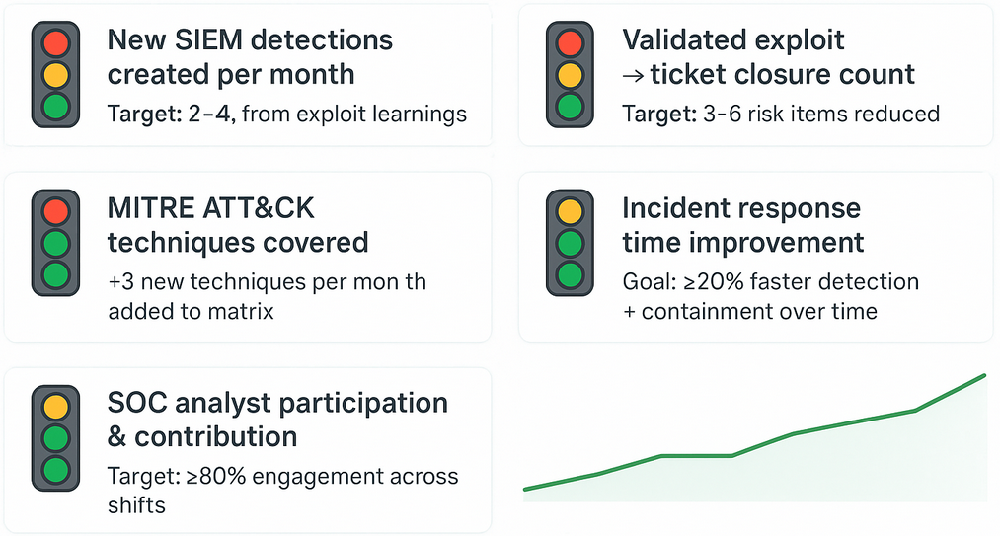 New SIEM detections
created per month
Target: 2–4, from exploit learnings
Validated exploit
→ ticket closure count
Target: 3-6 risk items reduced
MITRE ATT&CK
techniques covered
+3 new techniques per mon th
added to matrix
Incident response
time improvement
Goal: ≥20% faster detection
+ containment over time
SOC analyst participation
& contribution
Target: ≥80% engagement across
shifts